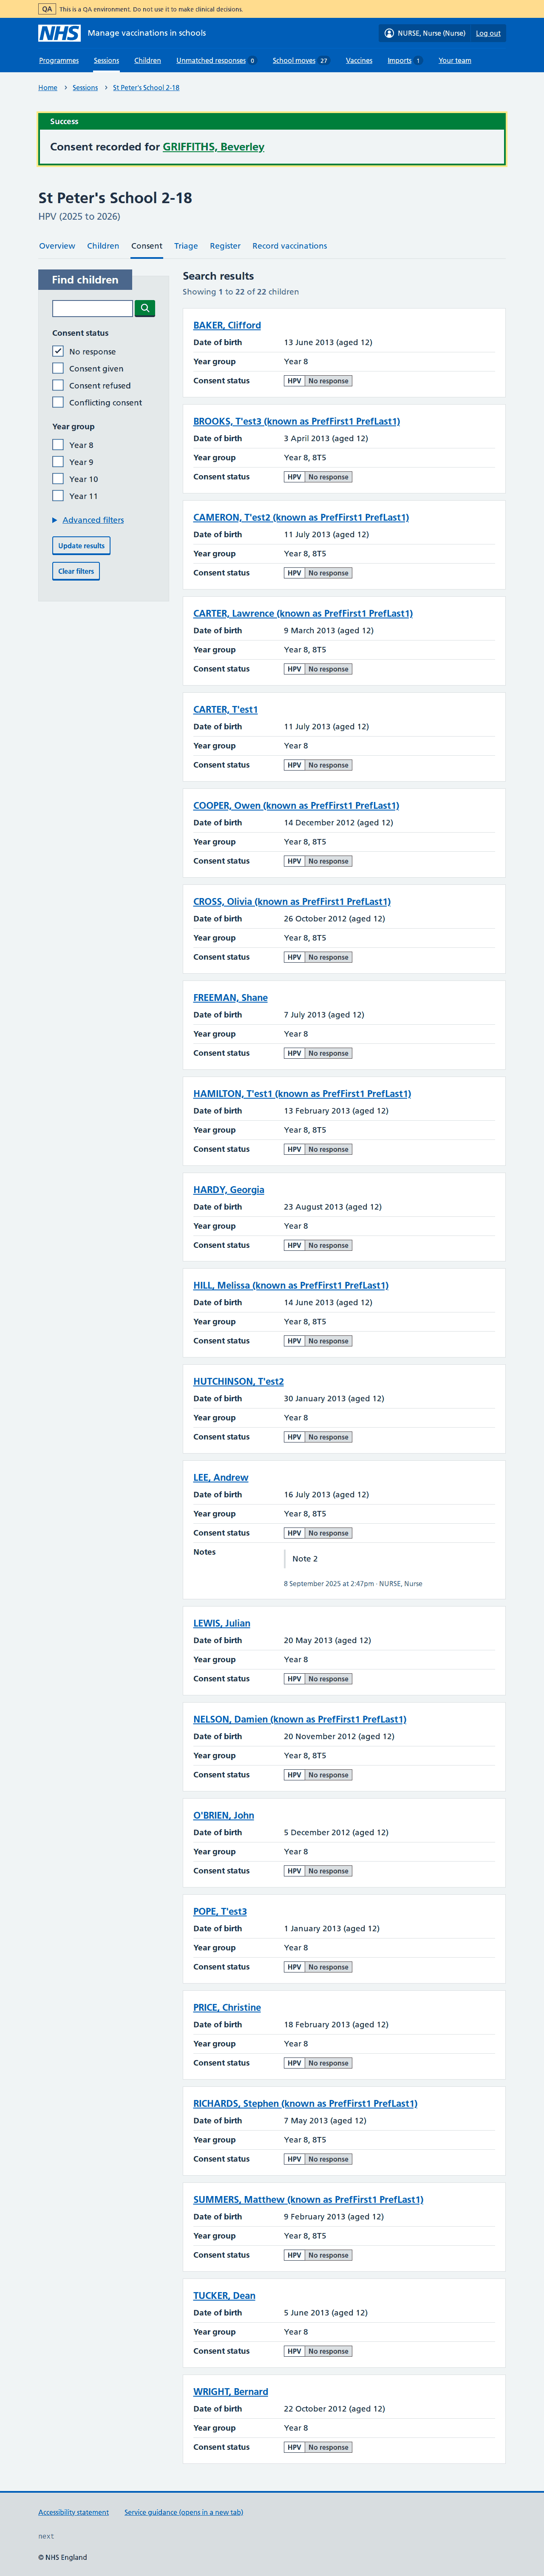 QA This is a QA environment. Do not use it to make clinical decisions.
NHS Manage vaccinations in schools
NURSE, Nurse (Nurse) Log out
Programmes Sessions Children Unmatched responses 0 School moves 27 Vaccines Imports 1 Your team
Home Sessions St Peter's School 2-18
Success
Consent recorded for GRIFFITHS, Beverley
St Peter's School 2-18
HPV (2025 to 2026)
Overview Children Consent Triage Register Record vaccinations
Find children
Consent status
No response
Consent given
Consent refused
Conflicting consent
Year group
Year 8
Year 9
Year 10
Year 11
Advanced filters
Update results
Clear filters
Search results
Showing 1 to 22 of 22 children
BAKER, Clifford
Date of birth 13 June 2013 (aged 12)
Year group Year 8
Consent status HPV No response
BROOKS, T'est3 (known as PrefFirst1 PrefLast1)
Date of birth 3 April 2013 (aged 12)
Year group Year 8, 8T5
Consent status HPV No response
CAMERON, T'est2 (known as PrefFirst1 PrefLast1)
Date of birth 11 July 2013 (aged 12)
Year group Year 8, 8T5
Consent status HPV No response
CARTER, Lawrence (known as PrefFirst1 PrefLast1)
Date of birth 9 March 2013 (aged 12)
Year group Year 8, 8T5
Consent status HPV No response
CARTER, T'est1
Date of birth 11 July 2013 (aged 12)
Year group Year 8
Consent status HPV No response
COOPER, Owen (known as PrefFirst1 PrefLast1)
Date of birth 14 December 2012 (aged 12)
Year group Year 8, 8T5
Consent status HPV No response
CROSS, Olivia (known as PrefFirst1 PrefLast1)
Date of birth 26 October 2012 (aged 12)
Year group Year 8, 8T5
Consent status HPV No response
FREEMAN, Shane
Date of birth 7 July 2013 (aged 12)
Year group Year 8
Consent status HPV No response
HAMILTON, T'est1 (known as PrefFirst1 PrefLast1)
Date of birth 13 February 2013 (aged 12)
Year group Year 8, 8T5
Consent status HPV No response
HARDY, Georgia
Date of birth 23 August 2013 (aged 12)
Year group Year 8
Consent status HPV No response
HILL, Melissa (known as PrefFirst1 PrefLast1)
Date of birth 14 June 2013 (aged 12)
Year group Year 8, 8T5
Consent status HPV No response
HUTCHINSON, T'est2
Date of birth 30 January 2013 (aged 12)
Year group Year 8
Consent status HPV No response
LEE, Andrew
Date of birth 16 July 2013 (aged 12)
Year group Year 8, 8T5
Consent status HPV No response
Notes Note 2
8 September 2025 at 2:47pm · NURSE, Nurse
LEWIS, Julian
Date of birth 20 May 2013 (aged 12)
Year group Year 8
Consent status HPV No response
NELSON, Damien (known as PrefFirst1 PrefLast1)
Date of birth 20 November 2012 (aged 12)
Year group Year 8, 8T5
Consent status HPV No response
O'BRIEN, John
Date of birth 5 December 2012 (aged 12)
Year group Year 8
Consent status HPV No response
POPE, T'est3
Date of birth 1 January 2013 (aged 12)
Year group Year 8
Consent status HPV No response
PRICE, Christine
Date of birth 18 February 2013 (aged 12)
Year group Year 8
Consent status HPV No response
RICHARDS, Stephen (known as PrefFirst1 PrefLast1)
Date of birth 7 May 2013 (aged 12)
Year group Year 8, 8T5
Consent status HPV No response
SUMMERS, Matthew (known as PrefFirst1 PrefLast1)
Date of birth 9 February 2013 (aged 12)
Year group Year 8, 8T5
Consent status HPV No response
TUCKER, Dean
Date of birth 5 June 2013 (aged 12)
Year group Year 8
Consent status HPV No response
WRIGHT, Bernard
Date of birth 22 October 2012 (aged 12)
Year group Year 8
Consent status HPV No response
Accessibility statement Service guidance (opens in a new tab)
next
© NHS England